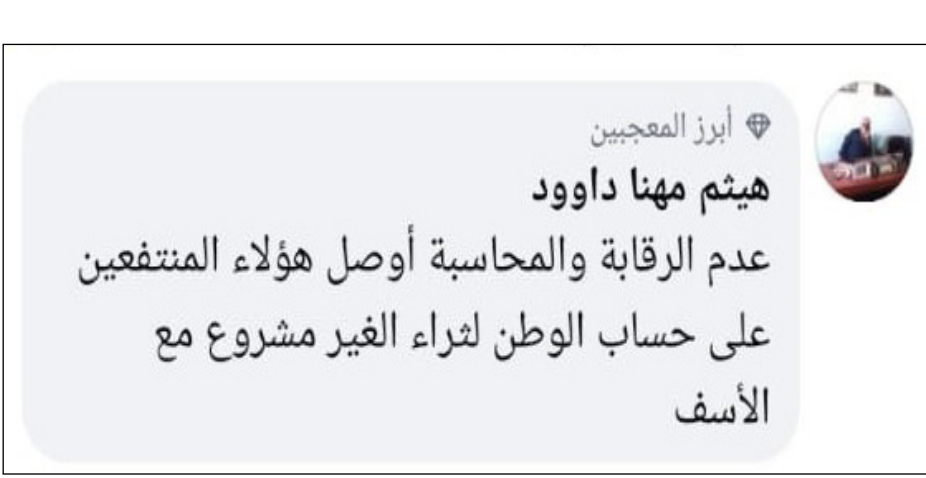 أبرز المعجبين
هيثم مهنا داوود
عدم الرقابة والمحاسبة أوصل هؤلاء المنتفعين
على حساب الوطن لثراء الغير مشروع مع
الأسف